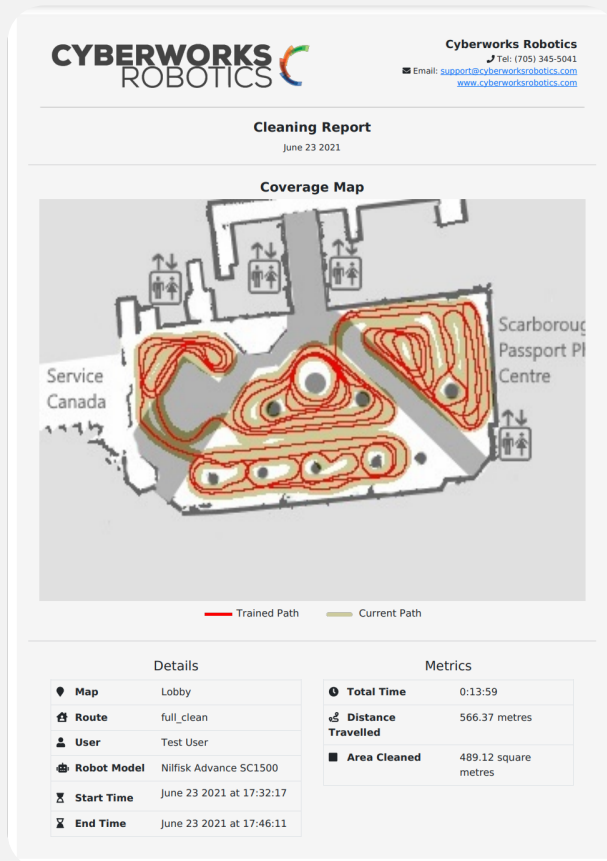 CYBERWORKS
ROBOTICS
Cyberworks Robotics
Tel: (705) 345-5041
Email: support@cyberworksrobotics.com
www.cyberworksrobotics.com
Cleaning Report
June 23 2021
Coverage Map
Service
Canada
Scarboroug
Passport Ph
Centre
Trained Path Current Path
Details
Map Lobby
Route full_clean
User Test User
Robot Model Nilfisk Advance SC1500
Start Time June 23 2021 at 17:32:17
End Time June 23 2021 at 17:46:11
Metrics
Total Time 0:13:59
Distance 566.37 metres
Travelled
Area Cleaned 489.12 square
metres